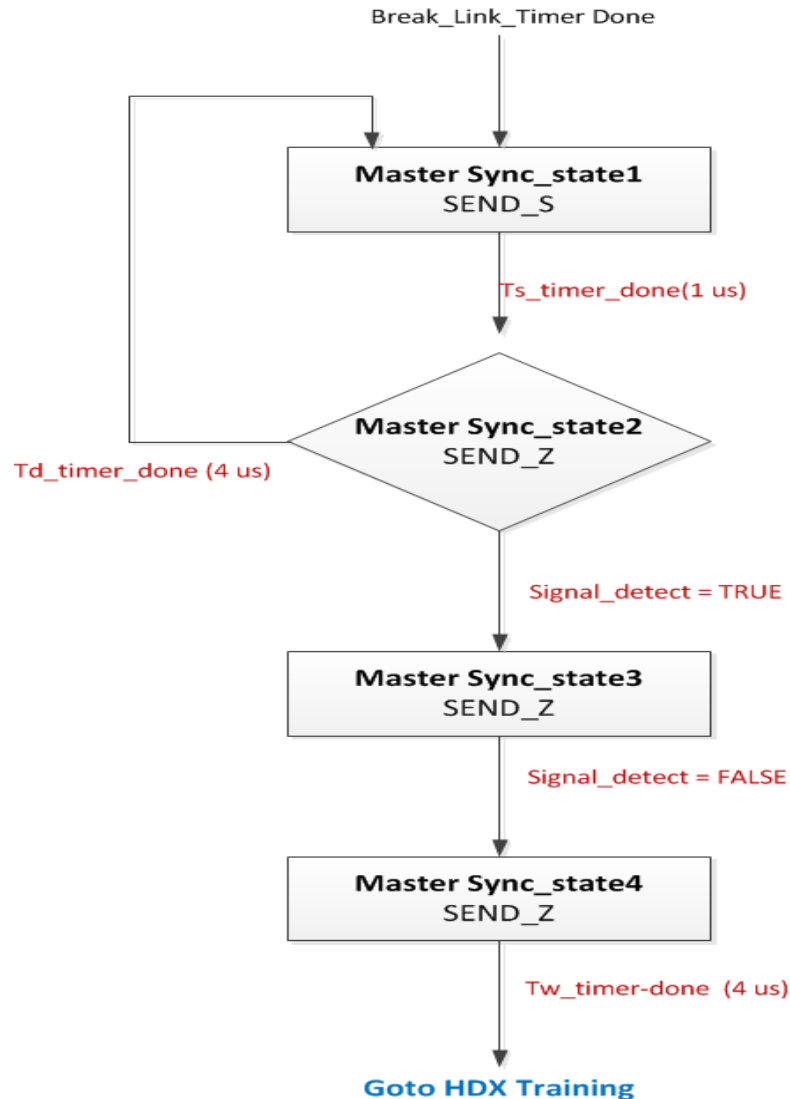 Break_Link_Timer Done
Master Sync_state1
SEND_S
Ts_timer_done(1 us)
Master Sync_state2
SEND_Z
Td_timer_done (4 us)
Signal_detect = TRUE
Master Sync_state3
SEND_Z
Signal_detect = FALSE
Master Sync_state4
SEND_Z
Tw_timer-done (4 us)
Goto HDX Training